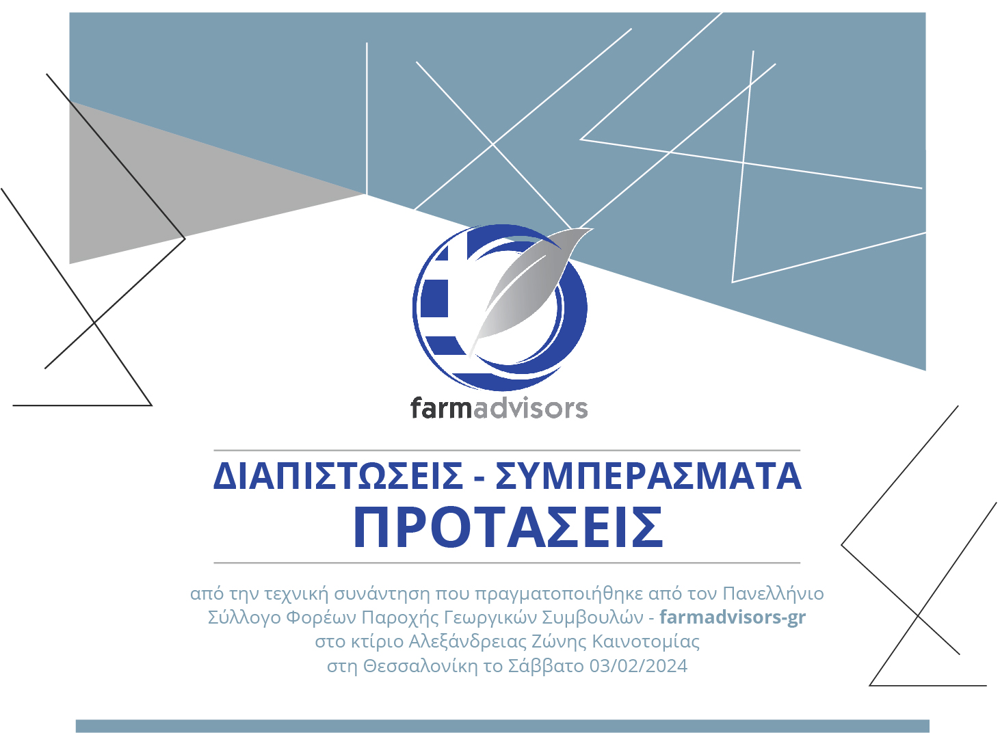 farmadvisors
ΔΙΑΠΙΣΤΩΣΕΙΣ - ΣΥΜΠΕΡΑΣΜΑΤΑ
ΠΡΟΤΑΣΕΙΣ
από την τεχνική συνάντηση που πραγματοποιήθηκε από τον Πανελλήνιο
Σύλλογο Φορέων Παροχής Γεωργικών Συμβουλών - farmadvisors-gr
στο κτίριο Αλεξάνδρειας Ζώνης Καινοτομίας
στη Θεσσαλονίκη το Σάββατο 03/02/2024